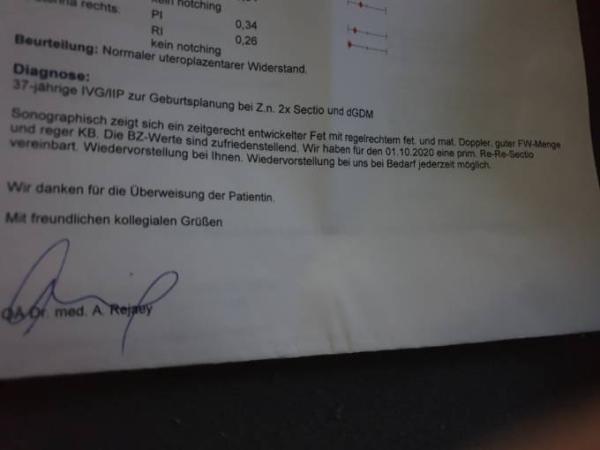 rechts:
kein notching
PI
0,34
RI
0,26
kein notching
Beurteilung: Normaler uteroplazentarer Widerstand.
Diagnose:
37-jährige IVG/IIP zur Geburtsplanung bei Z.n. 2x Sectio und dGDM
Sonographisch zeigt sich ein zeitgerecht entwickelter Fet mit regelrechtem fet. und mat. Doppler, guter FW-Menge
und reger KB. Die BZ-Werte sind zufriedenstellend. Wir haben für den 01.10.2020 eine prim. Re-Re-Sectio
vereinbart. Wiedervorstellung bei Ihnen. Wiedervorstellung bei uns bei Bedarf jederzeit möglich.
Wir danken für die Überweisung der Patientin.
Mit freundlichen kollegialen Grüßen
OA Dr. med. A. Rejaey